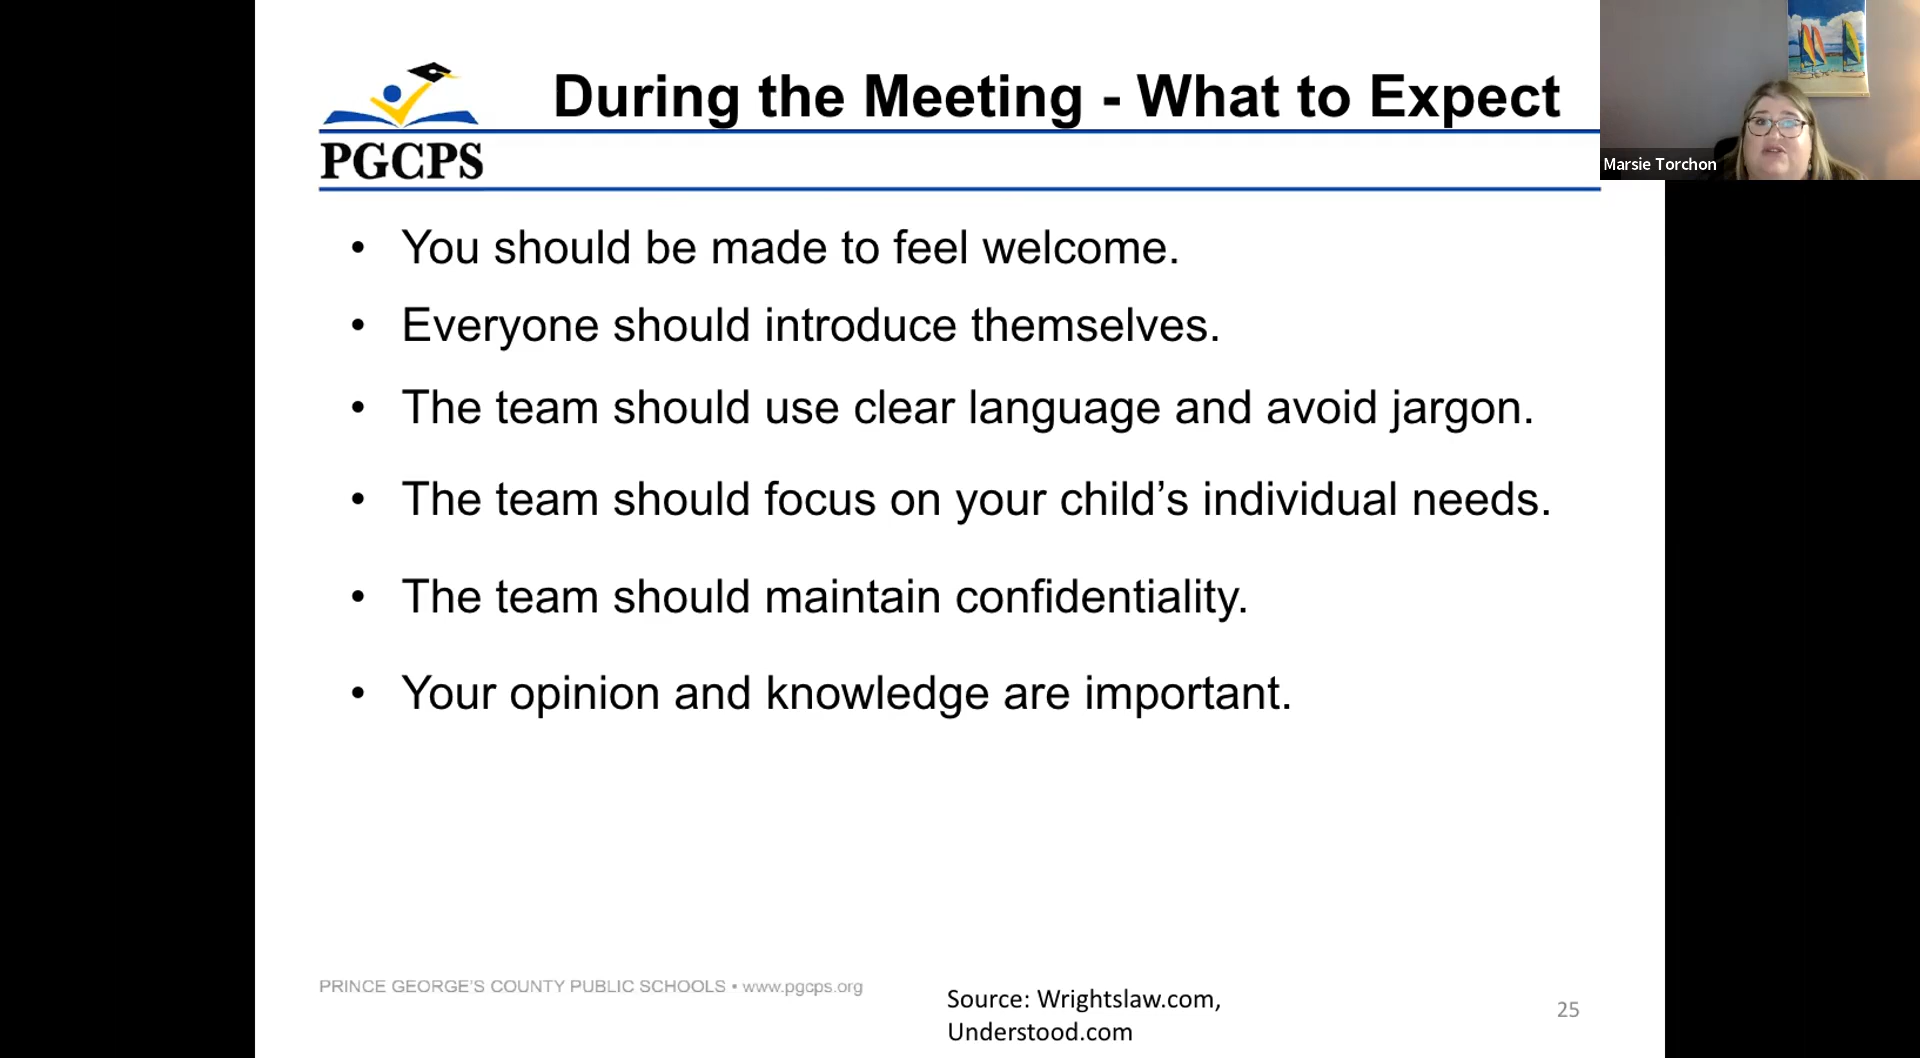 During the Meeting - What to Expect
PGCPS
Marsie Torchon
• You should be made to feel welcome.
• Everyone should introduce themselves.
• The team should use clear language and avoid jargon.
• The team should focus on your child’s individual needs.
• The team should maintain confidentiality.
• Your opinion and knowledge are important.
PRINCE GEORGE'S COUNTY PUBLIC SCHOOLS • www.pgcps.org
Source: Wrightslaw.com,
Understood.com
25